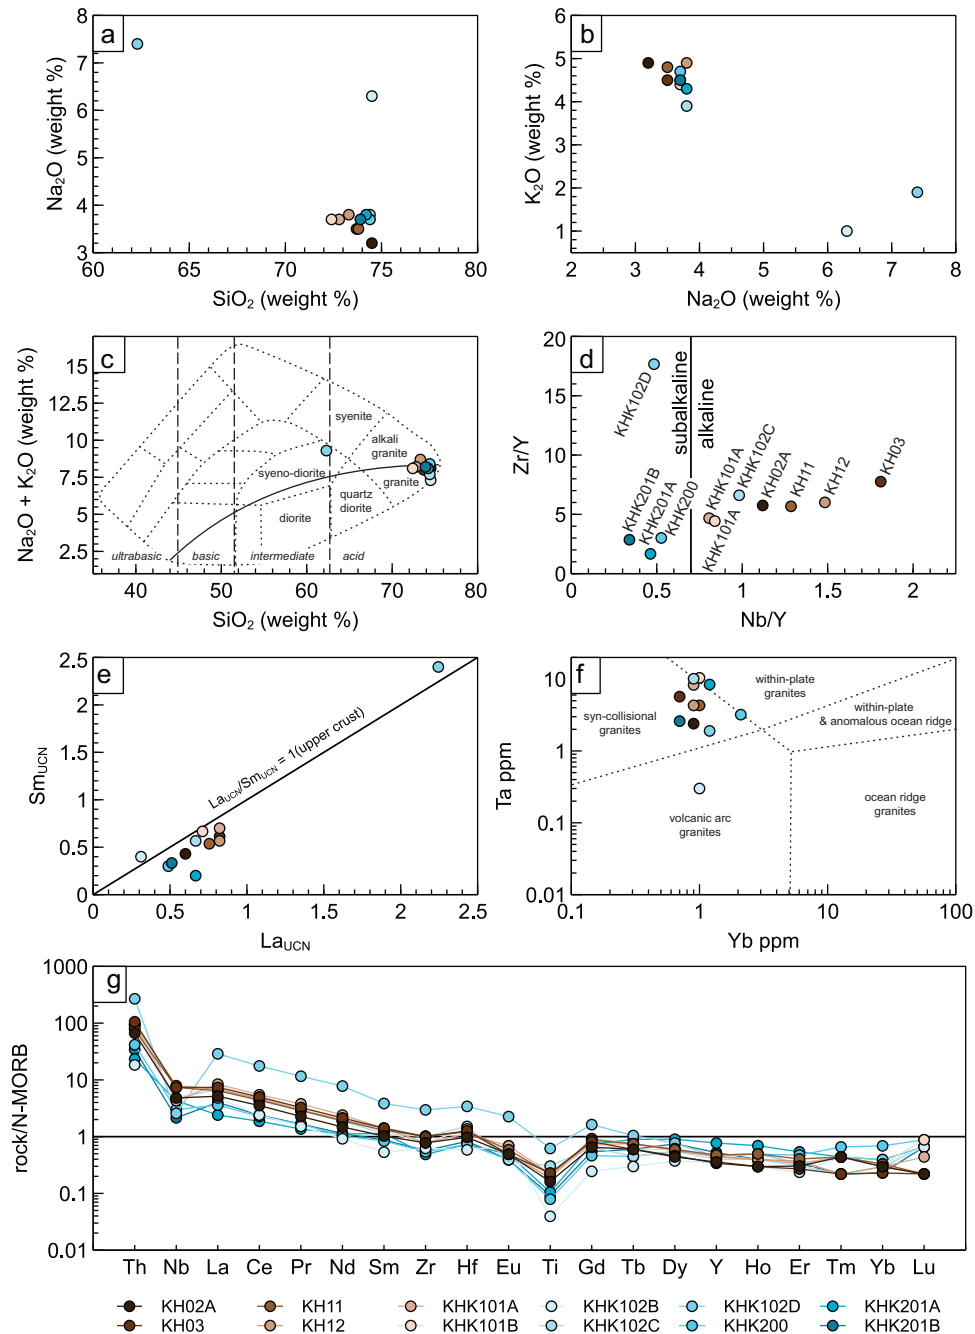 a
8
7
6
5
4
3
Na₂O (weight %)
60
65
70
75
80
SiO₂ (weight %)
b
6
5
4
3
2
1
K₂O (weight %)
2
3
4
5
6
7
8
Na₂O (weight %)
c
17.5
12.5
10
7.5
5
2.5
Na₂O + K₂O (weight %)
syenite
alkali
granite
syeno-diorite
granite
quartz
diorite
diorite
ultrabasic
basic
intermediate
acid
40
50
60
70
80
SiO₂ (weight %)
d
20
15
10
5
0
Zr/Y
subalkaline
alkaline
KHK102D
KHK201B
KHK201A
KHK200
KHK101A
KHK101A
KHK102C
KH02A
KH11
KH12
KH03
0
0.5
1
1.5
2
Nb/Y
e
2.5
2
1.5
1
0.5
0
Sm_UCN
La_UCN/Sm_UCN = 1(upper crust)
0
0.5
1
1.5
2
2.5
La_UCN
f
10
1
0.1
0.01
Ta ppm
within-plate
granites
syn-collisional
granites
within-plate
& anomalous ocean ridge
volcanic arc
granites
ocean ridge
granites
0.1
1
10
100
Yb ppm
g
1000
100
10
1
0.1
0.01
rock/N-MORB
Th Nb La Ce Pr Nd Sm Zr Hf Eu Ti Gd Tb Dy Y Ho Er Tm Yb Lu
KH02A KH11 KHK101A KHK102B KHK102D KHK201A
KH03 KH12 KHK101B KHK102C KHK200 KHK201B